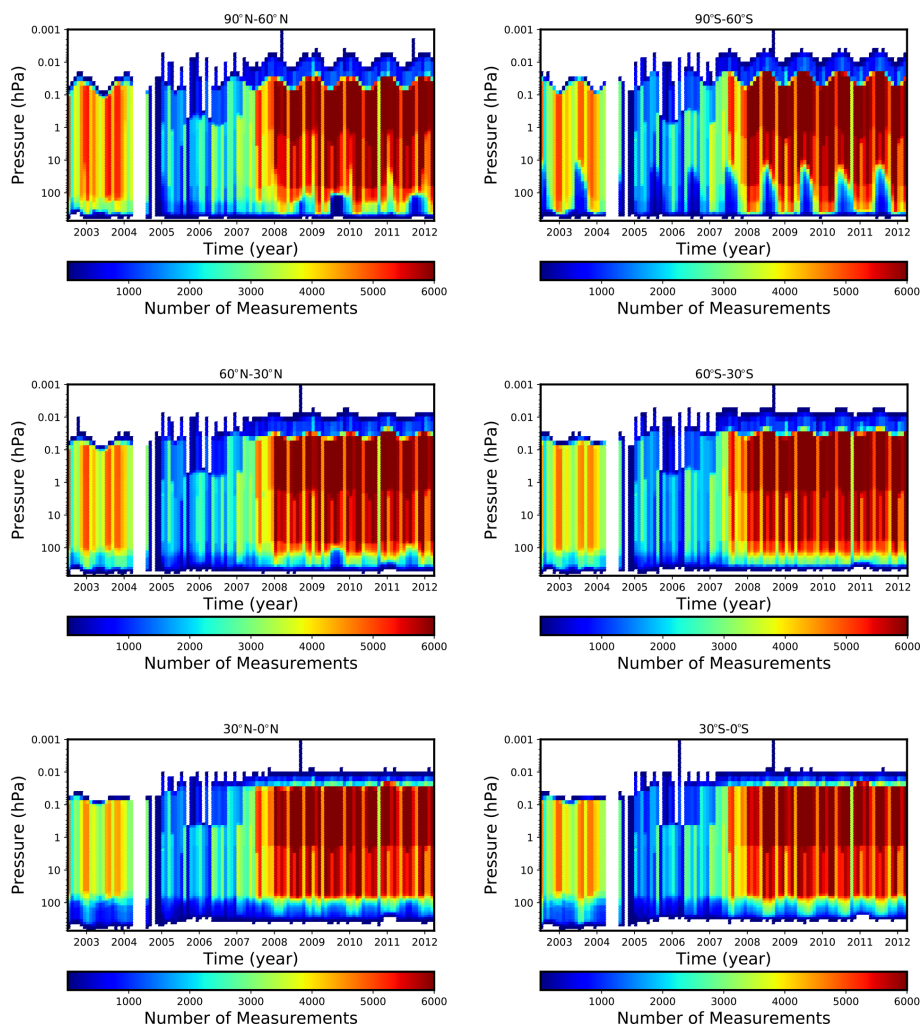 90°N-60°N
0.001
0.01
0.1
1
10
100
Pressure (hPa)
2003 2004 2005 2006 2007 2008 2009 2010 2011 2012
Time (year)
1000 2000 3000 4000 5000 6000
Number of Measurements
90°S-60°S
0.001
0.01
0.1
1
10
100
Pressure (hPa)
2003 2004 2005 2006 2007 2008 2009 2010 2011 2012
Time (year)
1000 2000 3000 4000 5000 6000
Number of Measurements
60°N-30°N
0.001
0.01
0.1
1
10
100
Pressure (hPa)
2003 2004 2005 2006 2007 2008 2009 2010 2011 2012
Time (year)
1000 2000 3000 4000 5000 6000
Number of Measurements
60°S-30°S
0.001
0.01
0.1
1
10
100
Pressure (hPa)
2003 2004 2005 2006 2007 2008 2009 2010 2011 2012
Time (year)
1000 2000 3000 4000 5000 6000
Number of Measurements
30°N-0°N
0.001
0.01
0.1
1
10
100
Pressure (hPa)
2003 2004 2005 2006 2007 2008 2009 2010 2011 2012
Time (year)
1000 2000 3000 4000 5000 6000
Number of Measurements
30°S-0°S
0.001
0.01
0.1
1
10
100
Pressure (hPa)
2003 2004 2005 2006 2007 2008 2009 2010 2011 2012
Time (year)
1000 2000 3000 4000 5000 6000
Number of Measurements